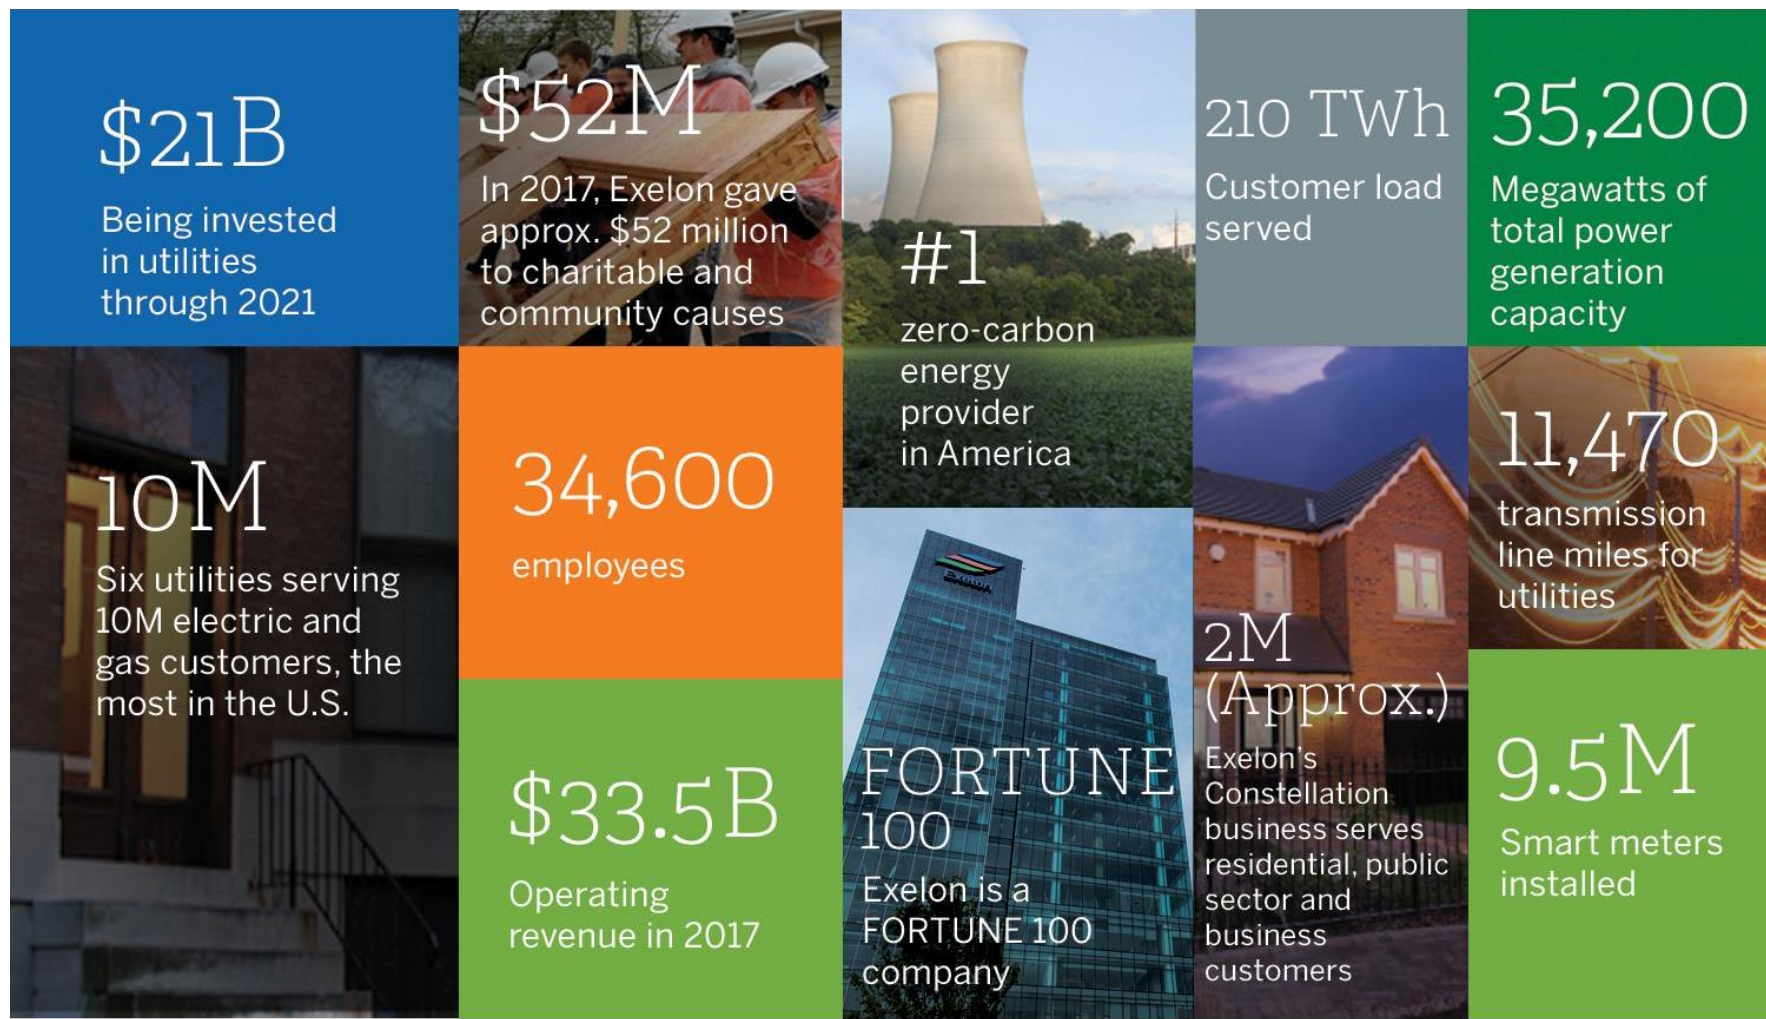 $21B
Being invested
in utilities
through 2021
$52M
In 2017, Exelon gave
approx. $52 million
to charitable and
community causes
#1
zero-carbon
energy
provider
in America
210 TWh
Customer load
served
35,200
Megawatts of
total power
generation
capacity
10M
Six utilities serving
10M electric and
gas customers, the
most in the U.S.
34,600
employees
$33.5B
Operating
revenue in 2017
Exelon
FORTUNE
100
Exelon is a
FORTUNE 100
company
2M
(Approx.)
Exelon's
Constellation
business serves
residential, public
sector and
business
customers
11,470
transmission
line miles for
utilities
9.5M
Smart meters
installed